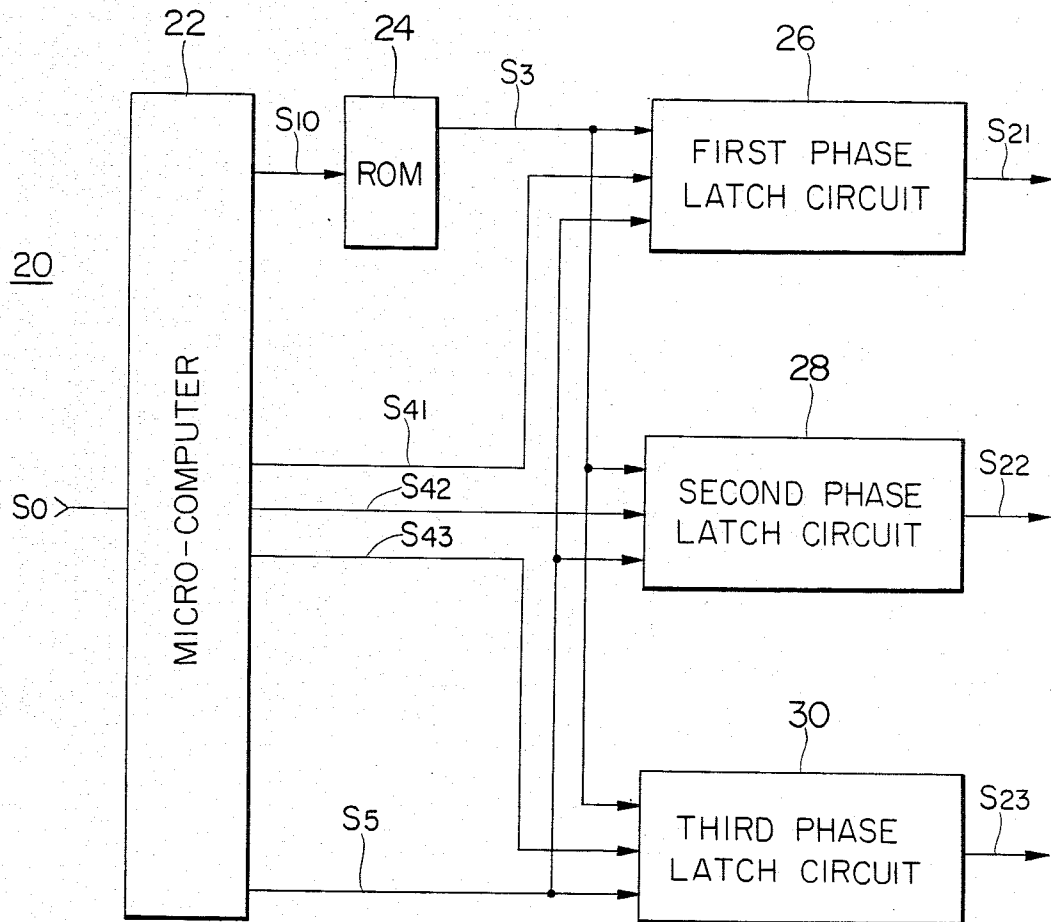 22
24
26
S10
S3
S21
ROM
FIRST PHASE
LATCH CIRCUIT
20
28
S41
S22
S42
SO
SECOND PHASE
LATCH CIRCUIT
S43
MICRO-COMPUTER
30
S23
S5
THIRD PHASE
LATCH CIRCUIT